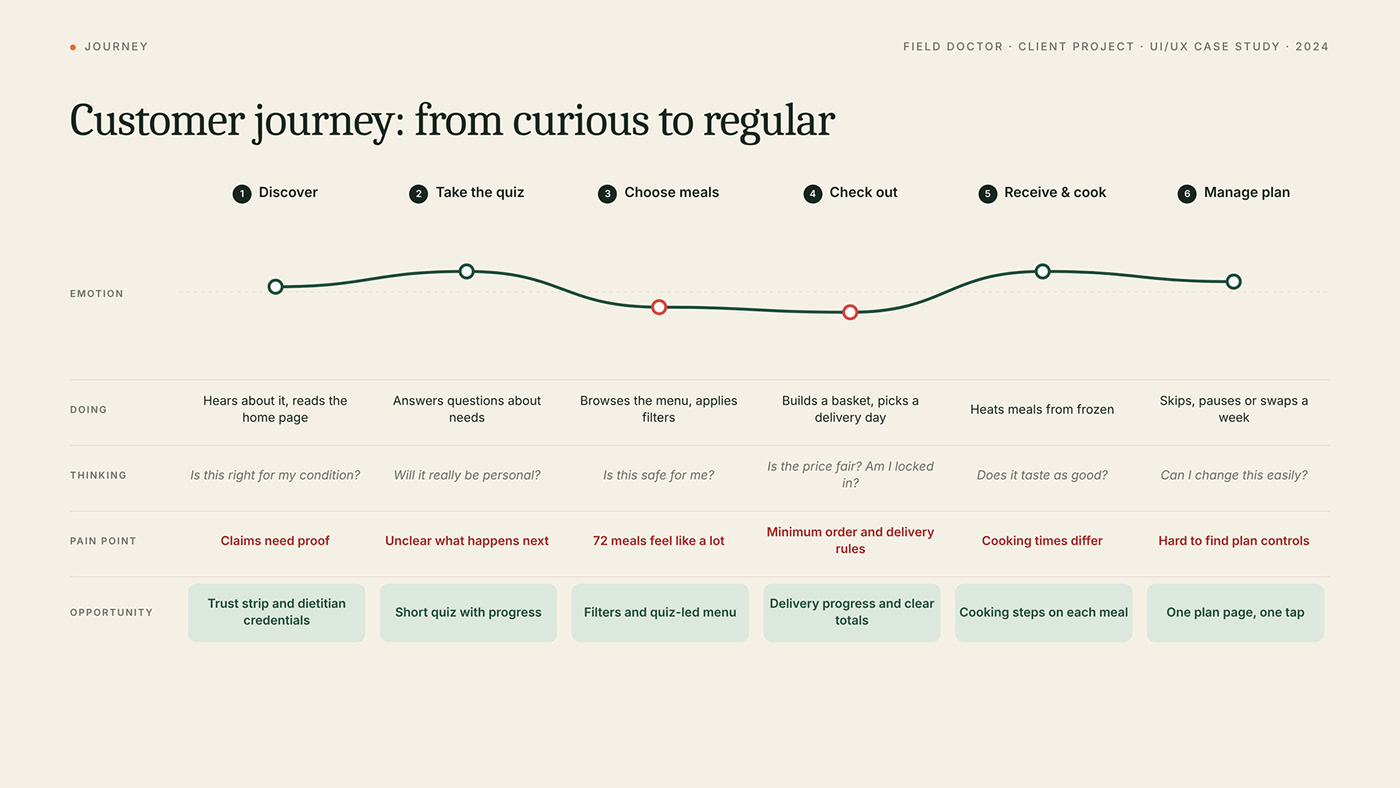 JOURNEY
FIELD DOCTOR · CLIENT PROJECT · UI/UX CASE STUDY · 2024
Customer journey: from curious to regular
1 Discover
2 Take the quiz
3 Choose meals
4 Check out
5 Receive & cook
6 Manage plan
EMOTION
DOING
Hears about it, reads the
home page
Answers questions about
needs
Browses the menu, applies
filters
Builds a basket, picks a
delivery day
Heats meals from frozen
Skips, pauses or swaps a
week
THINKING
Is this right for my condition?
Will it really be personal?
Is this safe for me?
Is the price fair? Am I locked
in?
Does it taste as good?
Can I change this easily?
PAIN POINT
Claims need proof
Unclear what happens next
72 meals feel like a lot
Minimum order and delivery
rules
Cooking times differ
Hard to find plan controls
OPPORTUNITY
Trust strip and dietitian
credentials
Short quiz with progress
Filters and quiz-led menu
Delivery progress and clear
totals
Cooking steps on each meal
One plan page, one tap